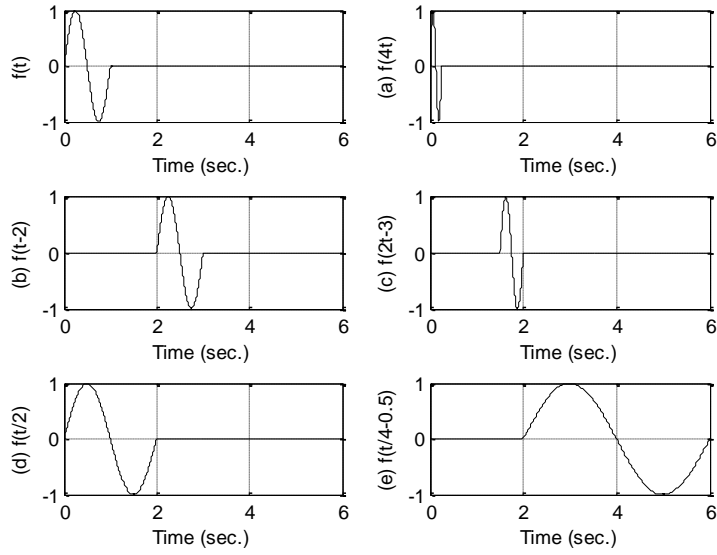 f(t)
1
0
-1
0 2 4 6
Time (sec.)
(a) f(4t)
1
0
-1
0 2 4 6
Time (sec.)
(b) f(t-2)
1
0
-1
0 2 4 6
Time (sec.)
(c) f(2t-3)
1
0
-1
0 2 4 6
Time (sec.)
(d) f(t/2)
1
0
-1
0 2 4 6
Time (sec.)
(e) f(t/4-0.5)
1
0
-1
0 2 4 6
Time (sec.)